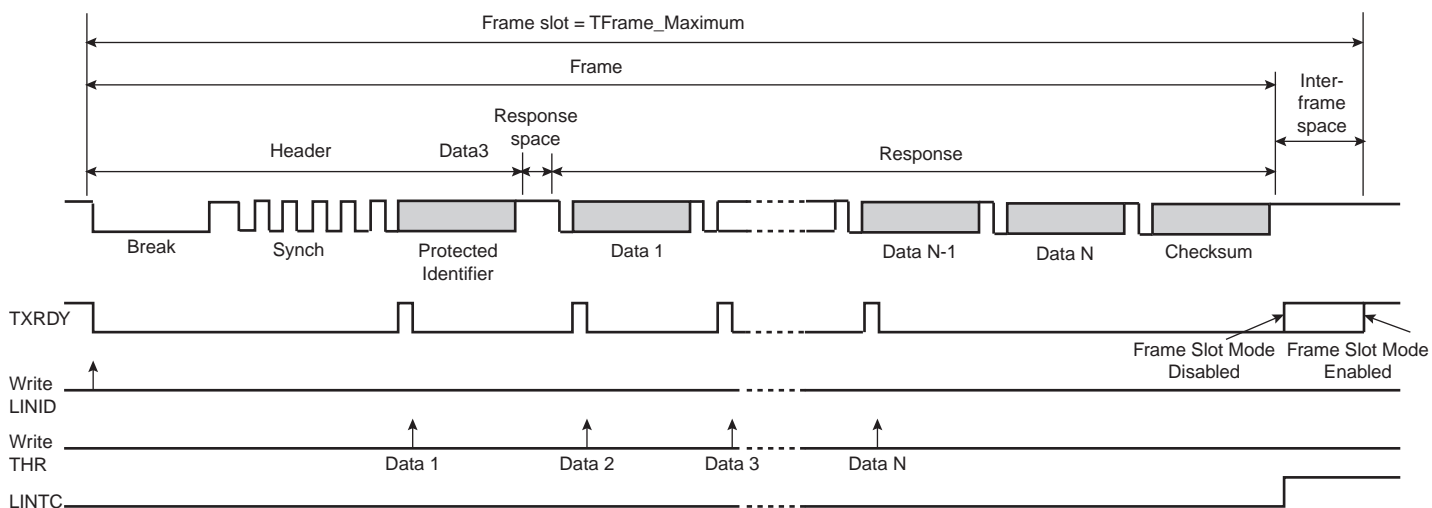 Frame slot = TFrame_Maximum
Frame
Inter-
frame
space
Response
space
Header
Data3
Response
Break
Synch
Protected
Identifier
Data 1
Data N-1
Data N
Checksum
TXRDY
Frame Slot Mode
Disabled
Frame Slot Mode
Enabled
Write
LINID
Write
THR
Data 1
Data 2
Data 3
Data N
LINTC